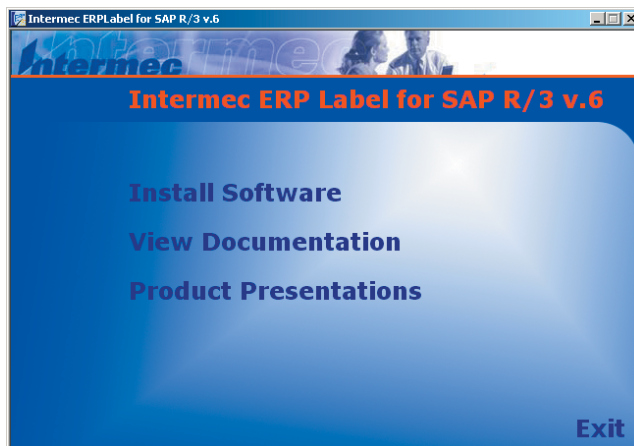 Intermec ERPLabel for SAP R/3 v.6
Intermec
Intermec
Intermec ERP Label for SAP R/3 v.6
Install Software
View Documentation
Product Presentations
Exit